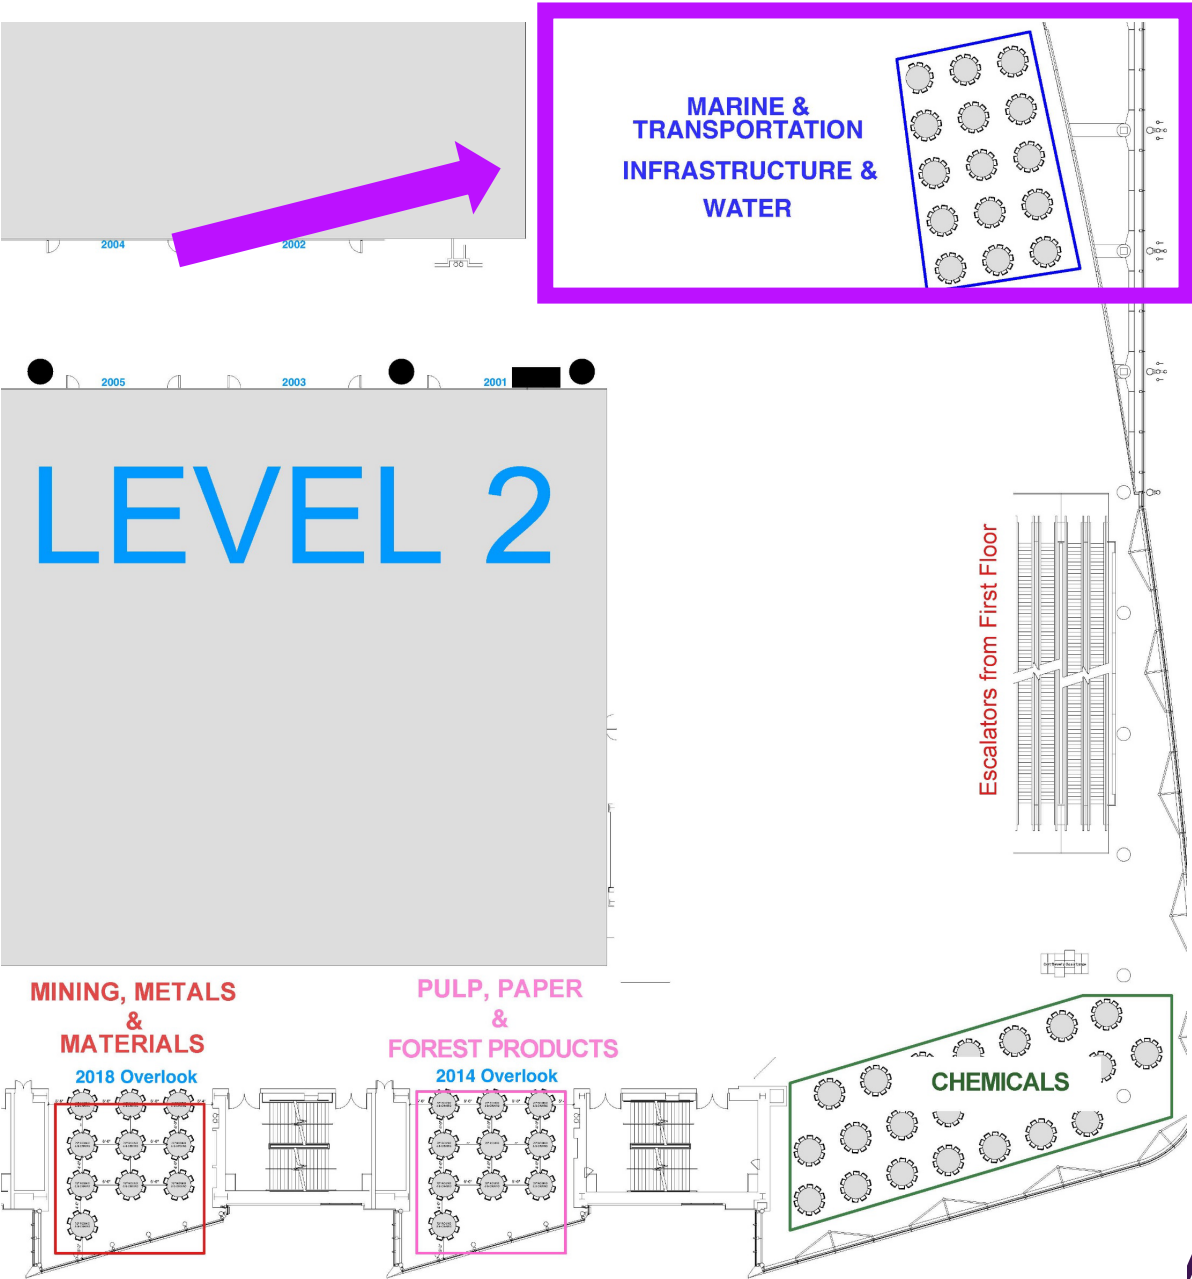 MARINE &
TRANSPORTATION
INFRASTRUCTURE &
WATER
2004
2002
2005
2003
2001
LEVEL 2
Escalators from First Floor
MINING, METALS
&
MATERIALS
2018 Overlook
PULP, PAPER
&
FOREST PRODUCTS
2014 Overlook
CHEMICALS